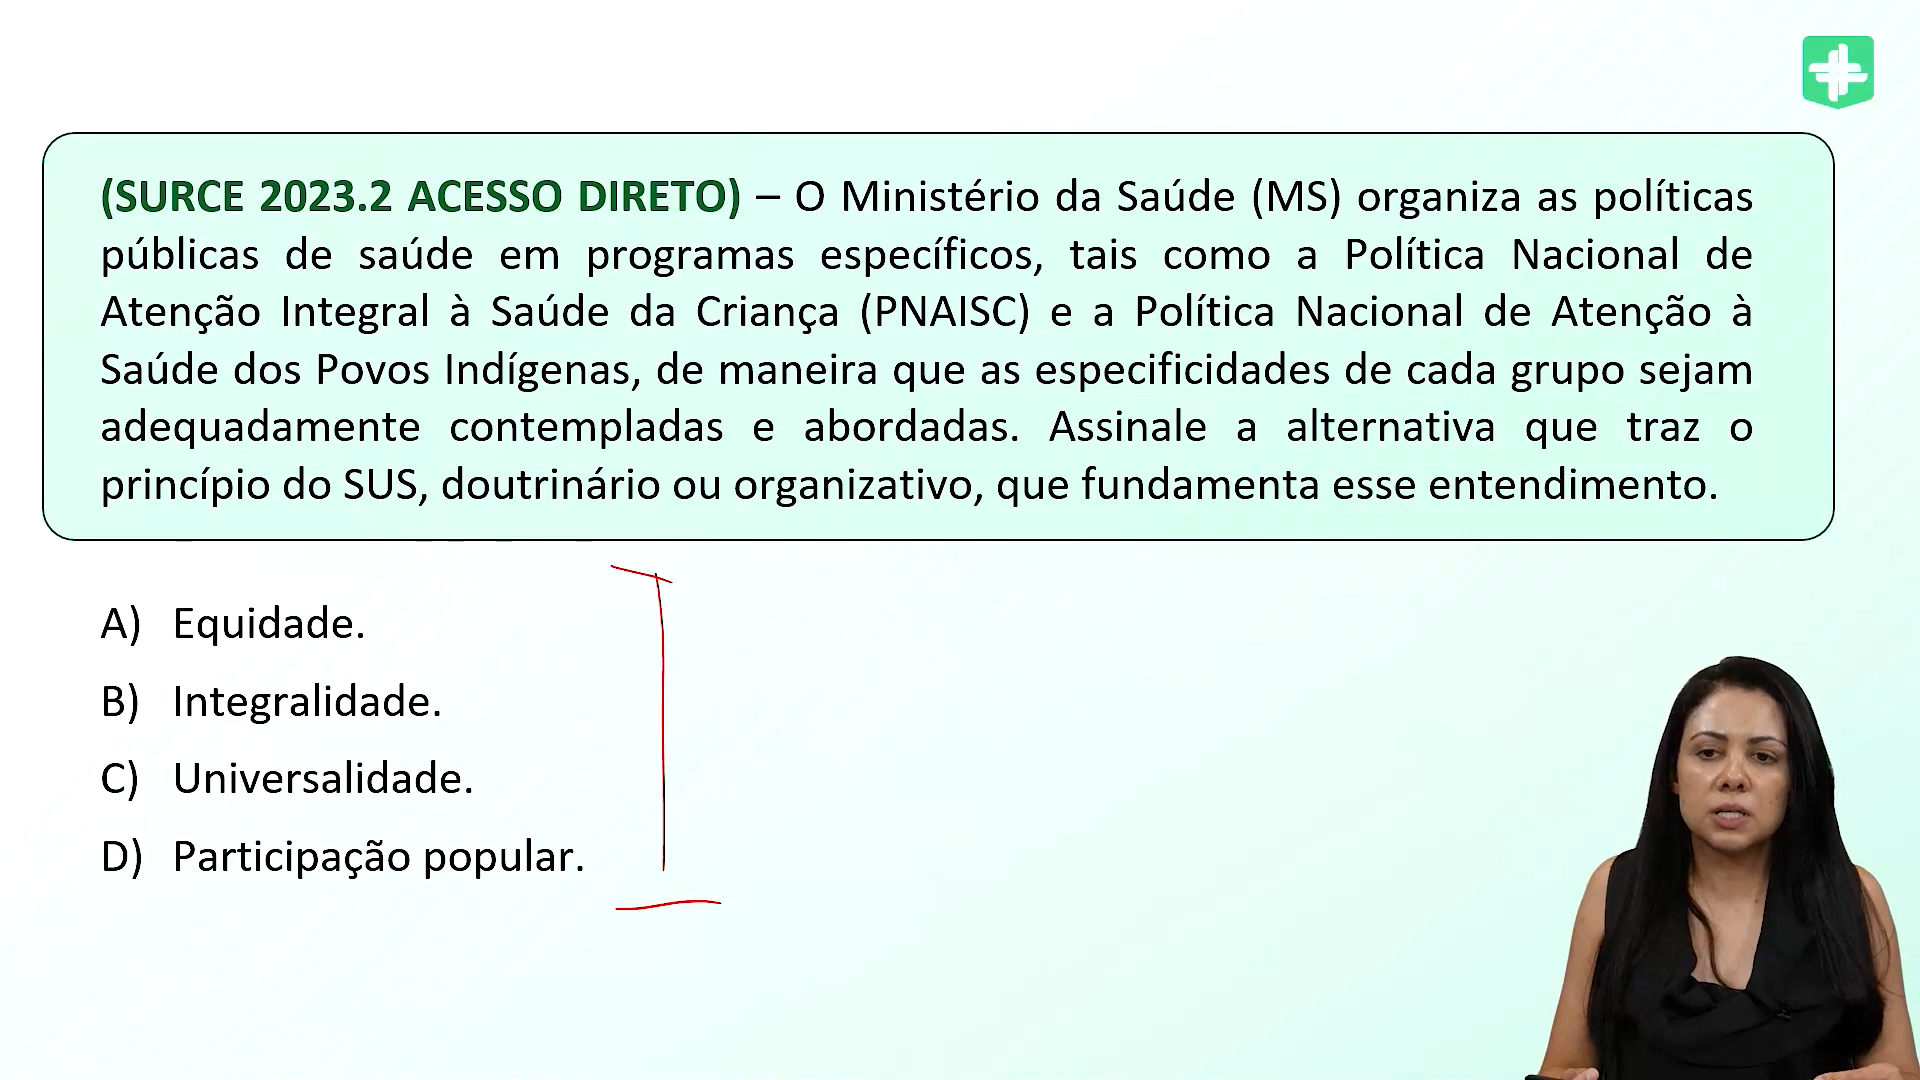 (SURCE 2023.2 ACESSO DIRETO) – O Ministério da Saúde (MS) organiza as políticas
públicas de saúde em programas específicos, tais como a Política Nacional de
Atenção Integral à Saúde da Criança (PNAISC) e a Política Nacional de Atenção à
Saúde dos Povos Indígenas, de maneira que as especificidades de cada grupo sejam
adequadamente contempladas e abordadas. Assinale a alternativa que traz o
princípio do SUS, doutrinário ou organizativo, que fundamenta esse entendimento.
A) Equidade.
B) Integralidade.
C) Universalidade.
D) Participação popular.